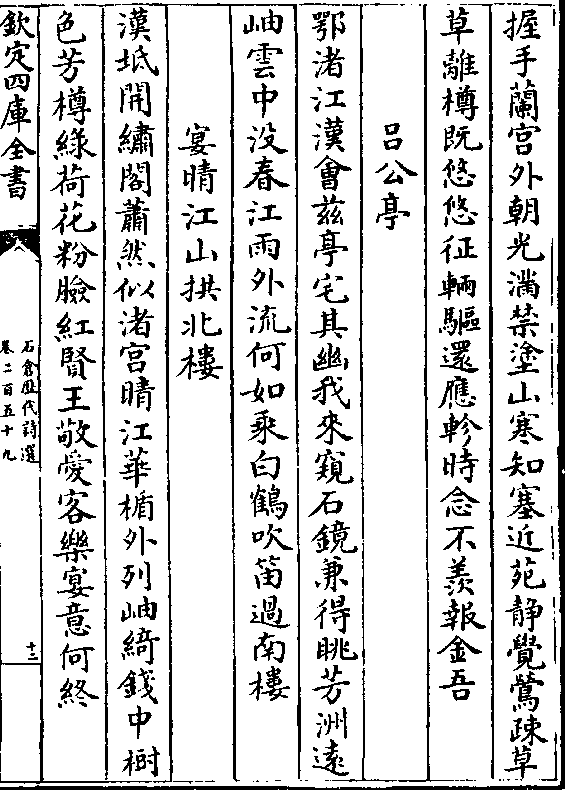 握手蘭宫外朝光滿禁塗山寒知塞近苑静覺鶯疎草
草離樽既悠悠征輛驅還應軫時念不羨報金吾
吕公亭
鄂渚江漢會茲亭宅其幽我來窺石鏡兼得眺芳洲遠
岫雲中没春江雨外流何如乘白鶴吹笛過南樓
宴晴江山拱北樓
漢坻開繡閣蕭然似渚宫晴江華楯外列岫綺錢中樹
色芳樽緑荷花粉臉紅賢王敬愛客樂宴意何終
欽定四庫全書
石倉歴代詩選
卷二百五十九
十二